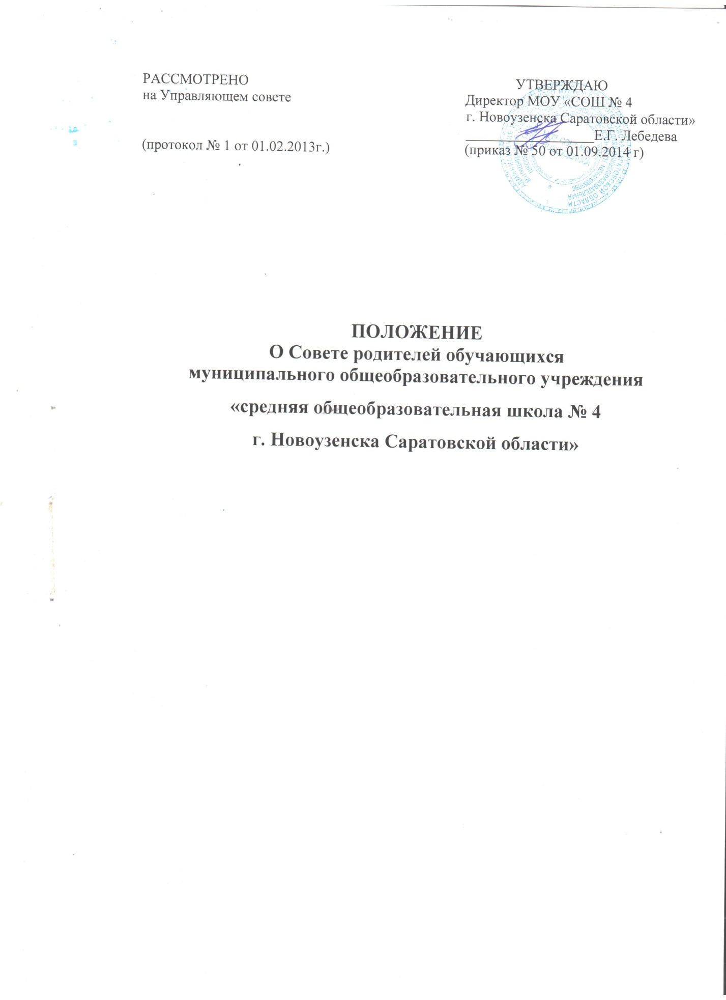 РАССМОТРЕНО
на Управляющем совете
(протокол № 1 от 01.02.2013г.)
УТВЕРЖДАЮ
Директор МОУ «СОШ № 4
г. Новоузенска Саратовской области»
__________________Е.Г. Лебедева
(приказ № 50 от 01.09.2014 г)
ПОЛОЖЕНИЕ
О Совете родителей обучающихся
муниципального общеобразовательного учреждения
«средняя общеобразовательная школа № 4
г. Новоузенска Саратовской области»